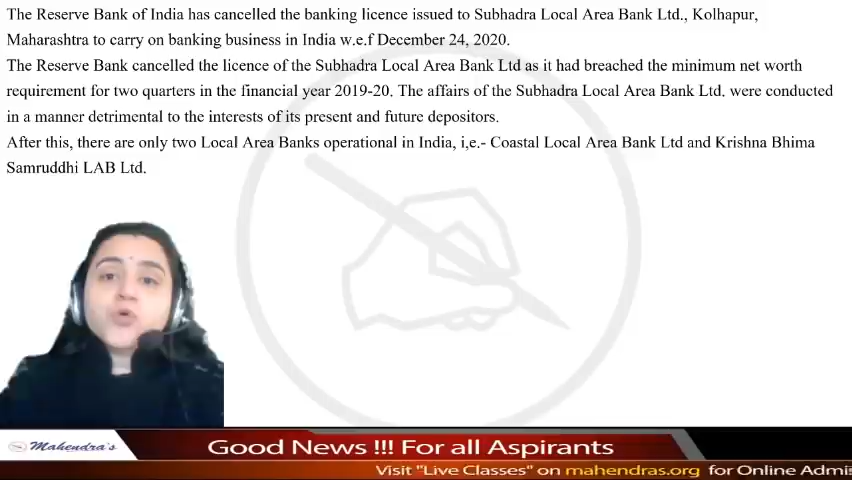 The Reserve Bank of India has cancelled the banking licence issued to Subhadra Local Area Bank Ltd., Kolhapur,
Maharashtra to carry on banking business in India w.e.f December 24, 2020.
The Reserve Bank cancelled the licence of the Subhadra Local Area Bank Ltd as it had breached the minimum net worth
requirement for two quarters in the financial year 2019-20. The affairs of the Subhadra Local Area Bank Ltd. were conducted
in a manner detrimental to the interests of its present and future depositors.
After this, there are only two Local Area Banks operational in India, i,e.- Coastal Local Area Bank Ltd and Krishna Bhima
Samruddhi LAB Ltd.
Mahendra's
Good News !!! For all Aspirants
Visit "Live Classes" on mahendras.org for Online Admis